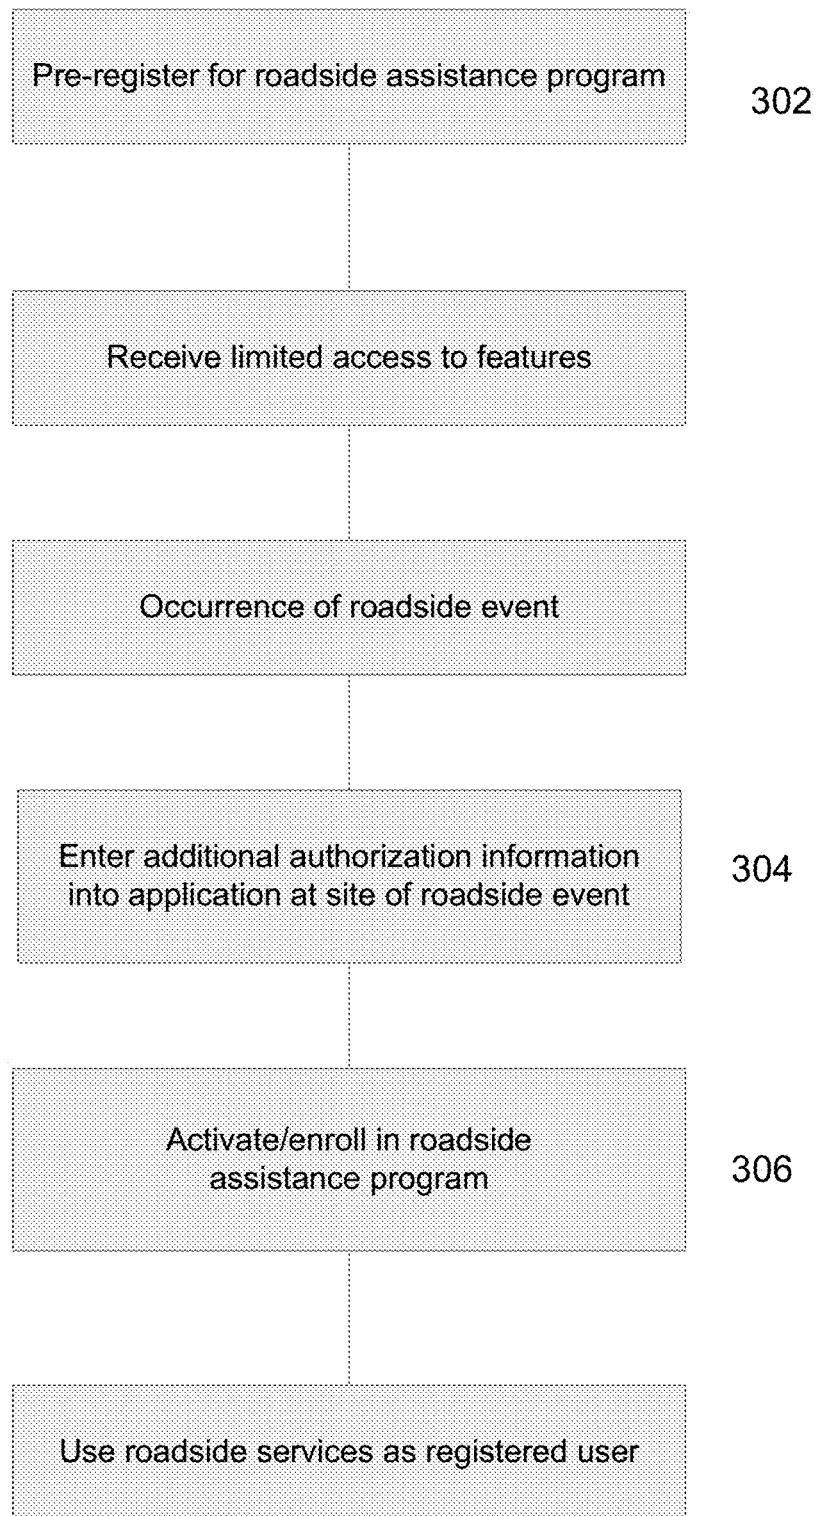 Pre-register for roadside assistance program
302
Receive limited access to features
Occurrence of roadside event
Enter additional authorization information
into application at site of roadside event
304
Activate/enroll in roadside
assistance program
306
Use roadside services as registered user